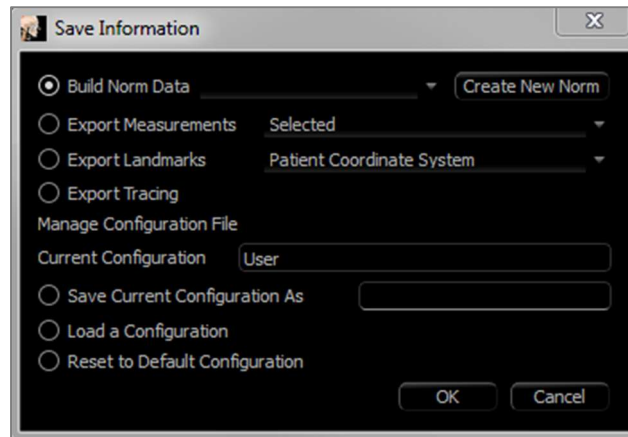 Save Information
Build Norm Data Create New Norm
Export Measurements Selected
Export Landmarks Patient Coordinate System
Export Tracing
Manage Configuration File
Current Configuration User
Save Current Configuration As
Load a Configuration
Reset to Default Configuration
OK Cancel